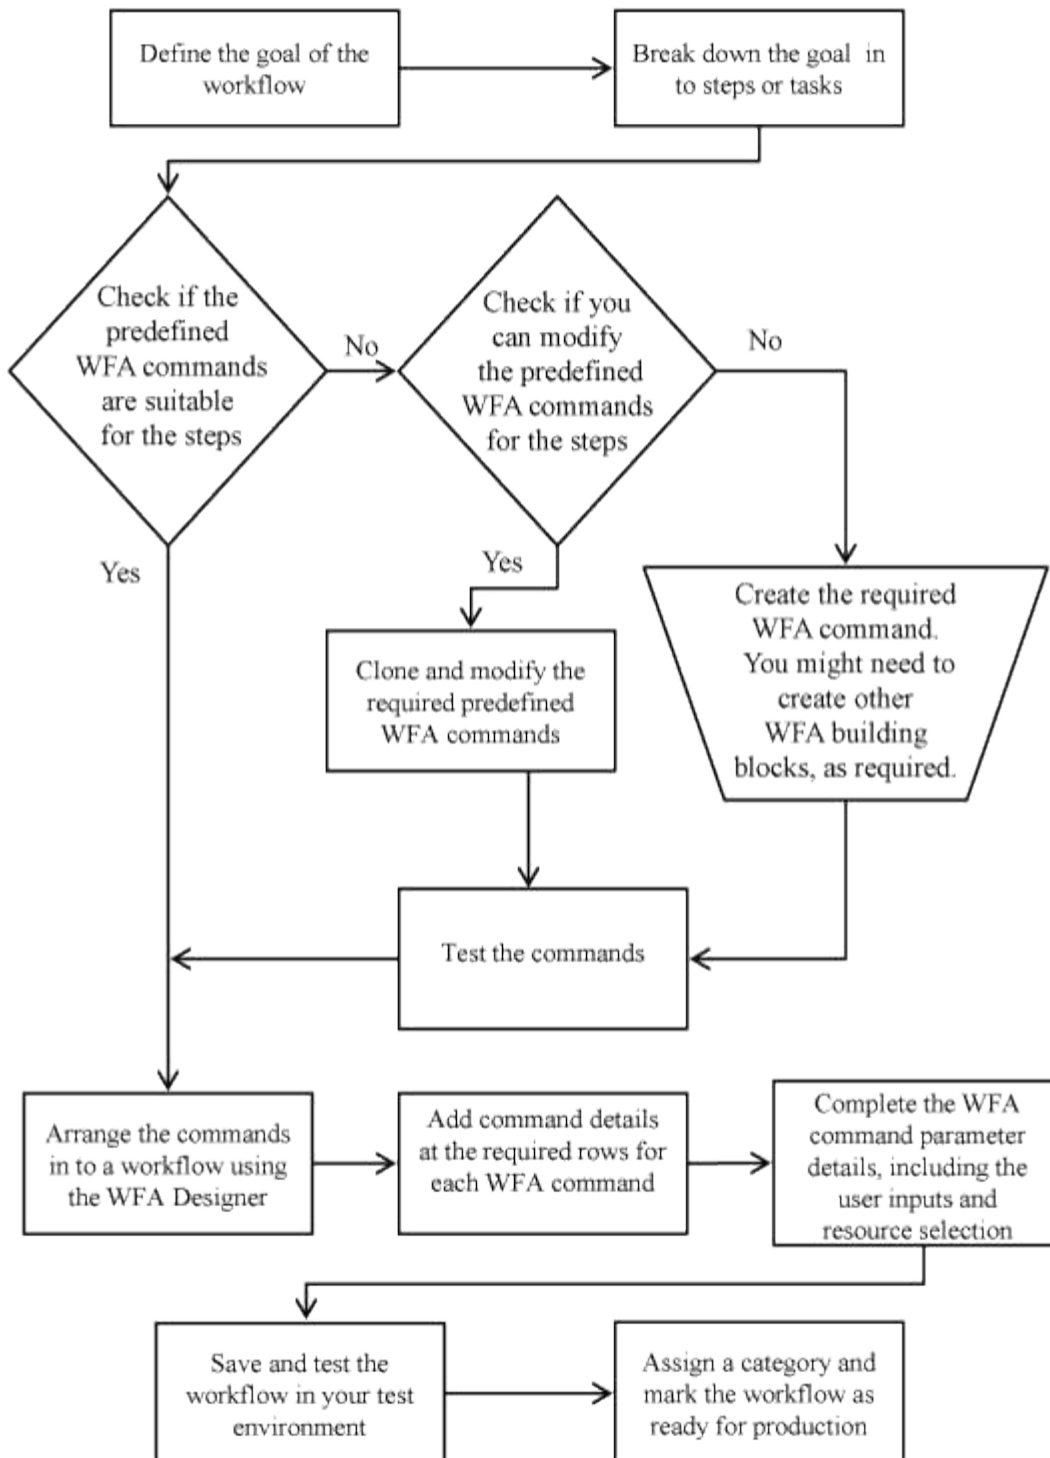 Define the goal of the
workflow
Break down the goal in
to steps or tasks
Check if the
predefined
WFA commands
are suitable
for the steps
No
Check if you
can modify
the predefined
WFA commands
for the steps
No
Yes
Yes
Clone and modify the
required predefined
WFA commands
Create the required
WFA command.
You might need to
create other
WFA building
blocks, as required.
Test the commands
Arrange the commands
in to a workflow using
the WFA Designer
Add command details
at the required rows for
each WFA command
Complete the WFA
command parameter
details, including the
user inputs and
resource selection
Save and test the
workflow in your test
environment
Assign a category and
mark the workflow as
ready for production